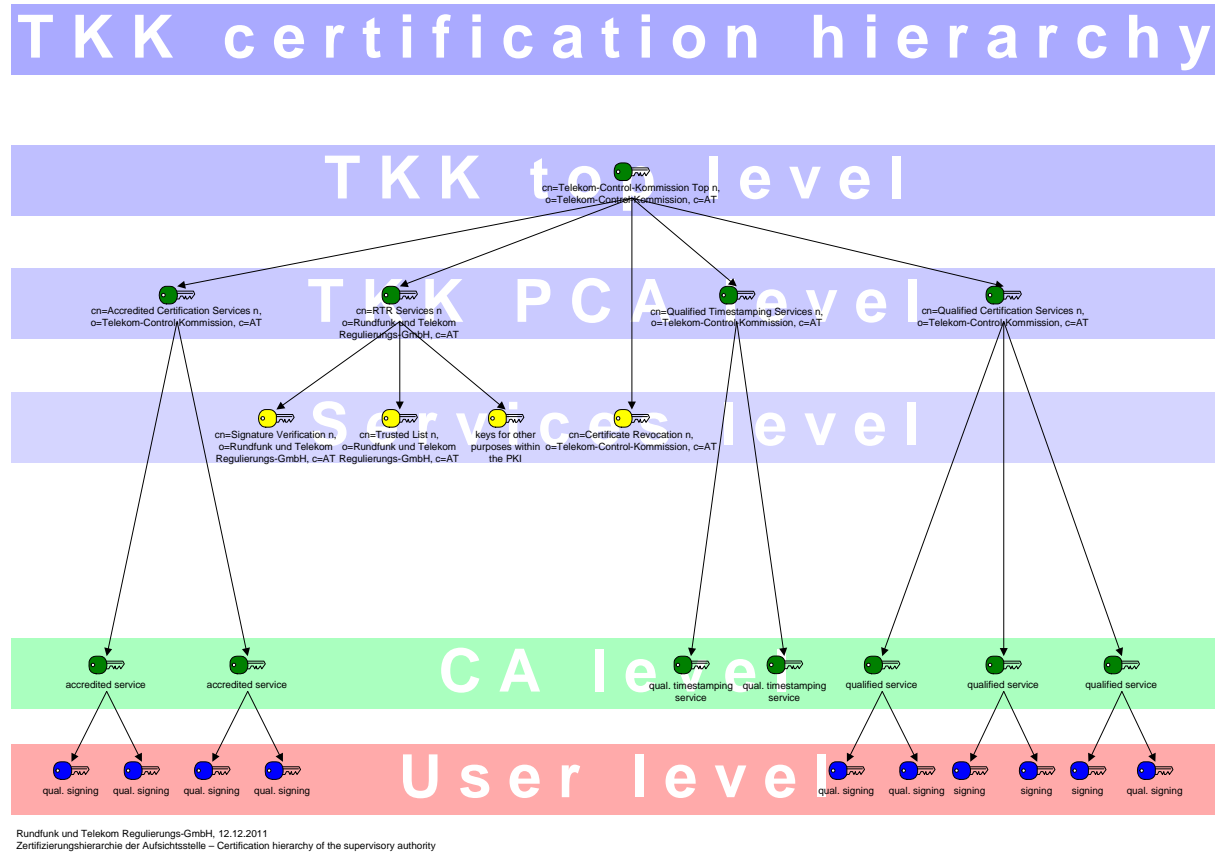 TKK certification hierarchy
TKK top level
cn=Telekom-Control-Kommission Top n,
o=Telekom-Control-Kommission, c=AT
TKK PCA level
cn=Accredited Certification Services n,
o=Telekom-Control-Kommission, c=AT
cn=RTR Services n
o=Rundfunk und Telekom
Regulierungs-GmbH, c=AT
cn=Qualified Timestamping Services n,
o=Telekom-Control-Kommission, c=AT
cn=Qualified Certification Services n,
o=Telekom-Control-Kommission, c=AT
Services level
cn=Signature Verification n,
o=Rundfunk und Telekom
Regulierungs-GmbH, c=AT
cn=Trusted List n,
o=Rundfunk und Telekom
Regulierungs-GmbH, c=AT
keys for other
purposes within
the PKI
cn=Certificate Revocation n,
o=Telekom-Control-Kommission, c=AT
CA level
accredited service
accredited service
qual. timestamping
service
qual. timestamping
service
qualified service
qualified service
qualified service
User level
qual. signing
qual. signing
qual. signing
qual. signing
qual. signing
qual. signing
signing
signing
signing
qual. signing
Rundfunk und Telekom Regulierungs-GmbH, 12.12.2011
Zertifizierungshierarchie der Aufsichtsstelle – Certification hierarchy of the supervisory authority